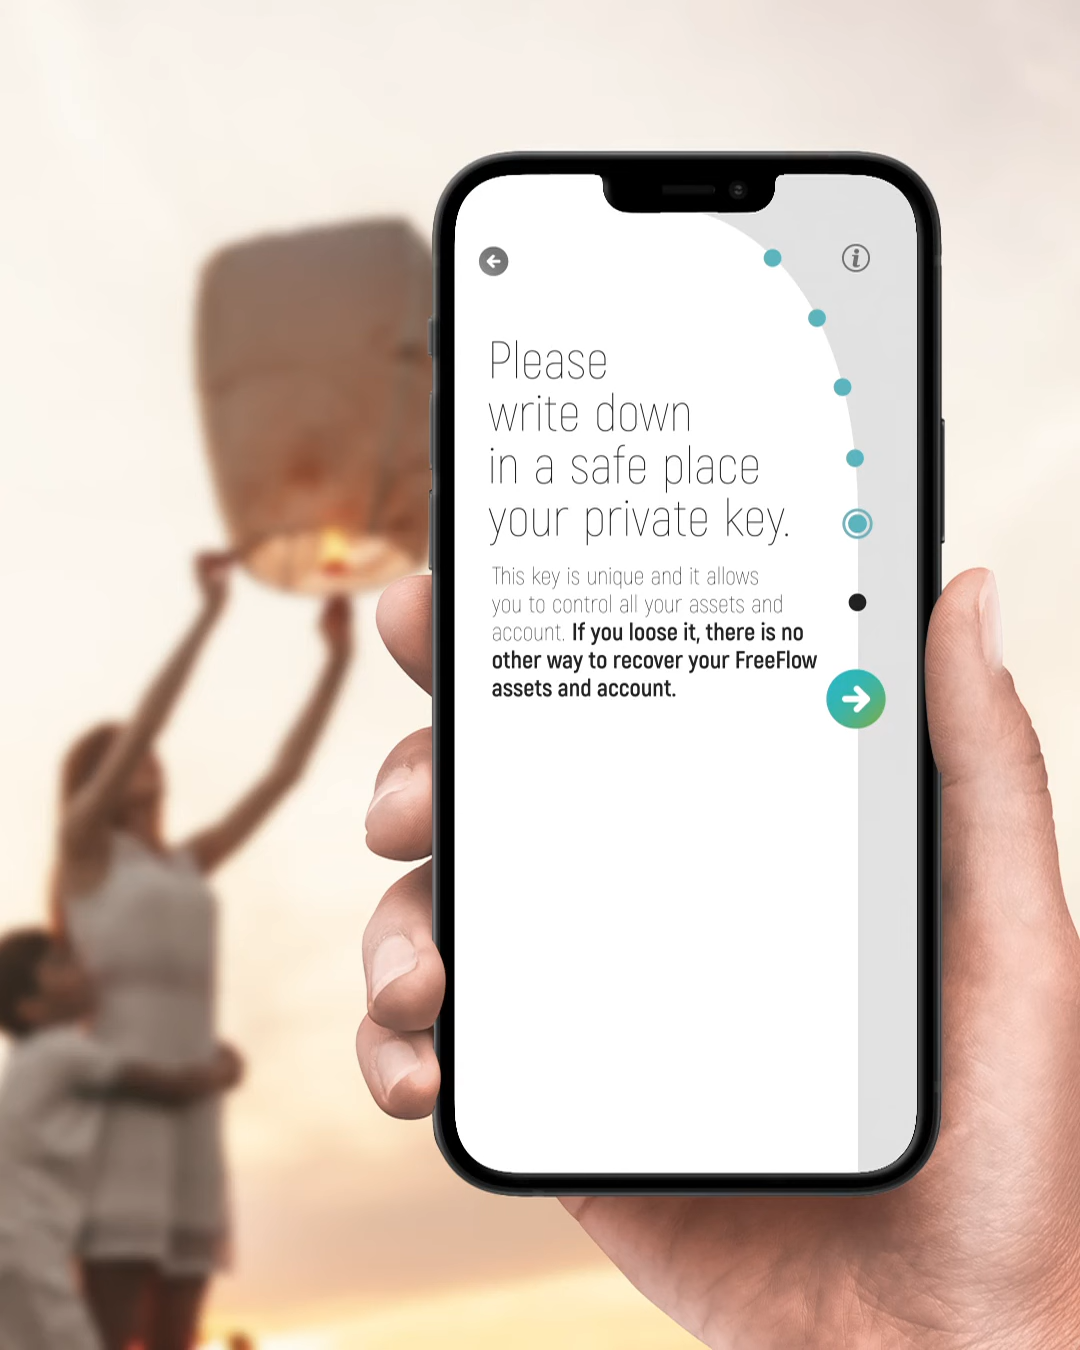 Please
write down
in a safe place
your private key.
This key is unique and it allows
you to control all your assets and
account. If you loose it, there is no
other way to recover your FreeFlow
assets and account.